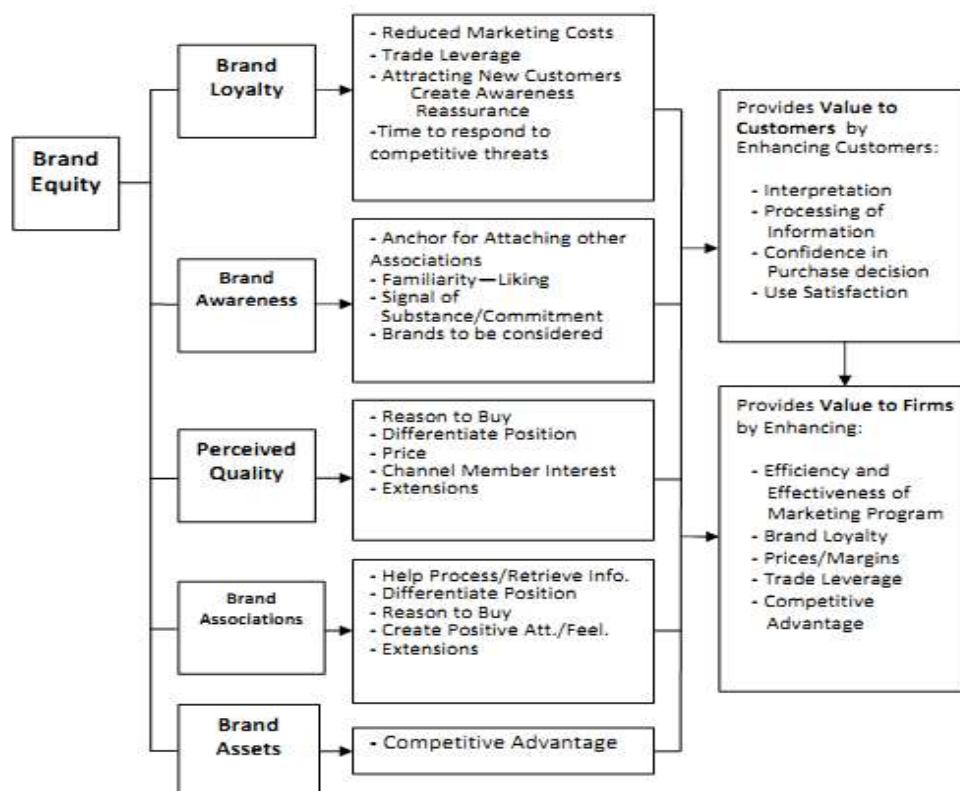 Brand
Equity
Brand
Loyalty
- Reduced Marketing Costs
- Trade Leverage
- Attracting New Customers
Create Awareness
Reassurance
-Time to respond to
competitive threats
Brand
Awareness
- Anchor for Attaching other
Associations
- Familiarity—Liking
- Signal of
Substance/Commitment
- Brands to be considered
Perceived
Quality
- Reason to Buy
- Differentiate Position
- Price
- Channel Member Interest
- Extensions
Brand
Associations
- Help Process/Retrieve Info.
- Differentiate Position
- Reason to Buy
- Create Positive Att./Feel.
- Extensions
Brand
Assets
- Competitive Advantage
Provides Value to
Customers by
Enhancing Customers:
- Interpretation
- Processing of
Information
- Confidence in
Purchase decision
- Use Satisfaction
Provides Value to Firms
by Enhancing:
- Efficiency and
Effectiveness of
Marketing Program
- Brand Loyalty
- Prices/Margins
- Trade Leverage
- Competitive
Advantage